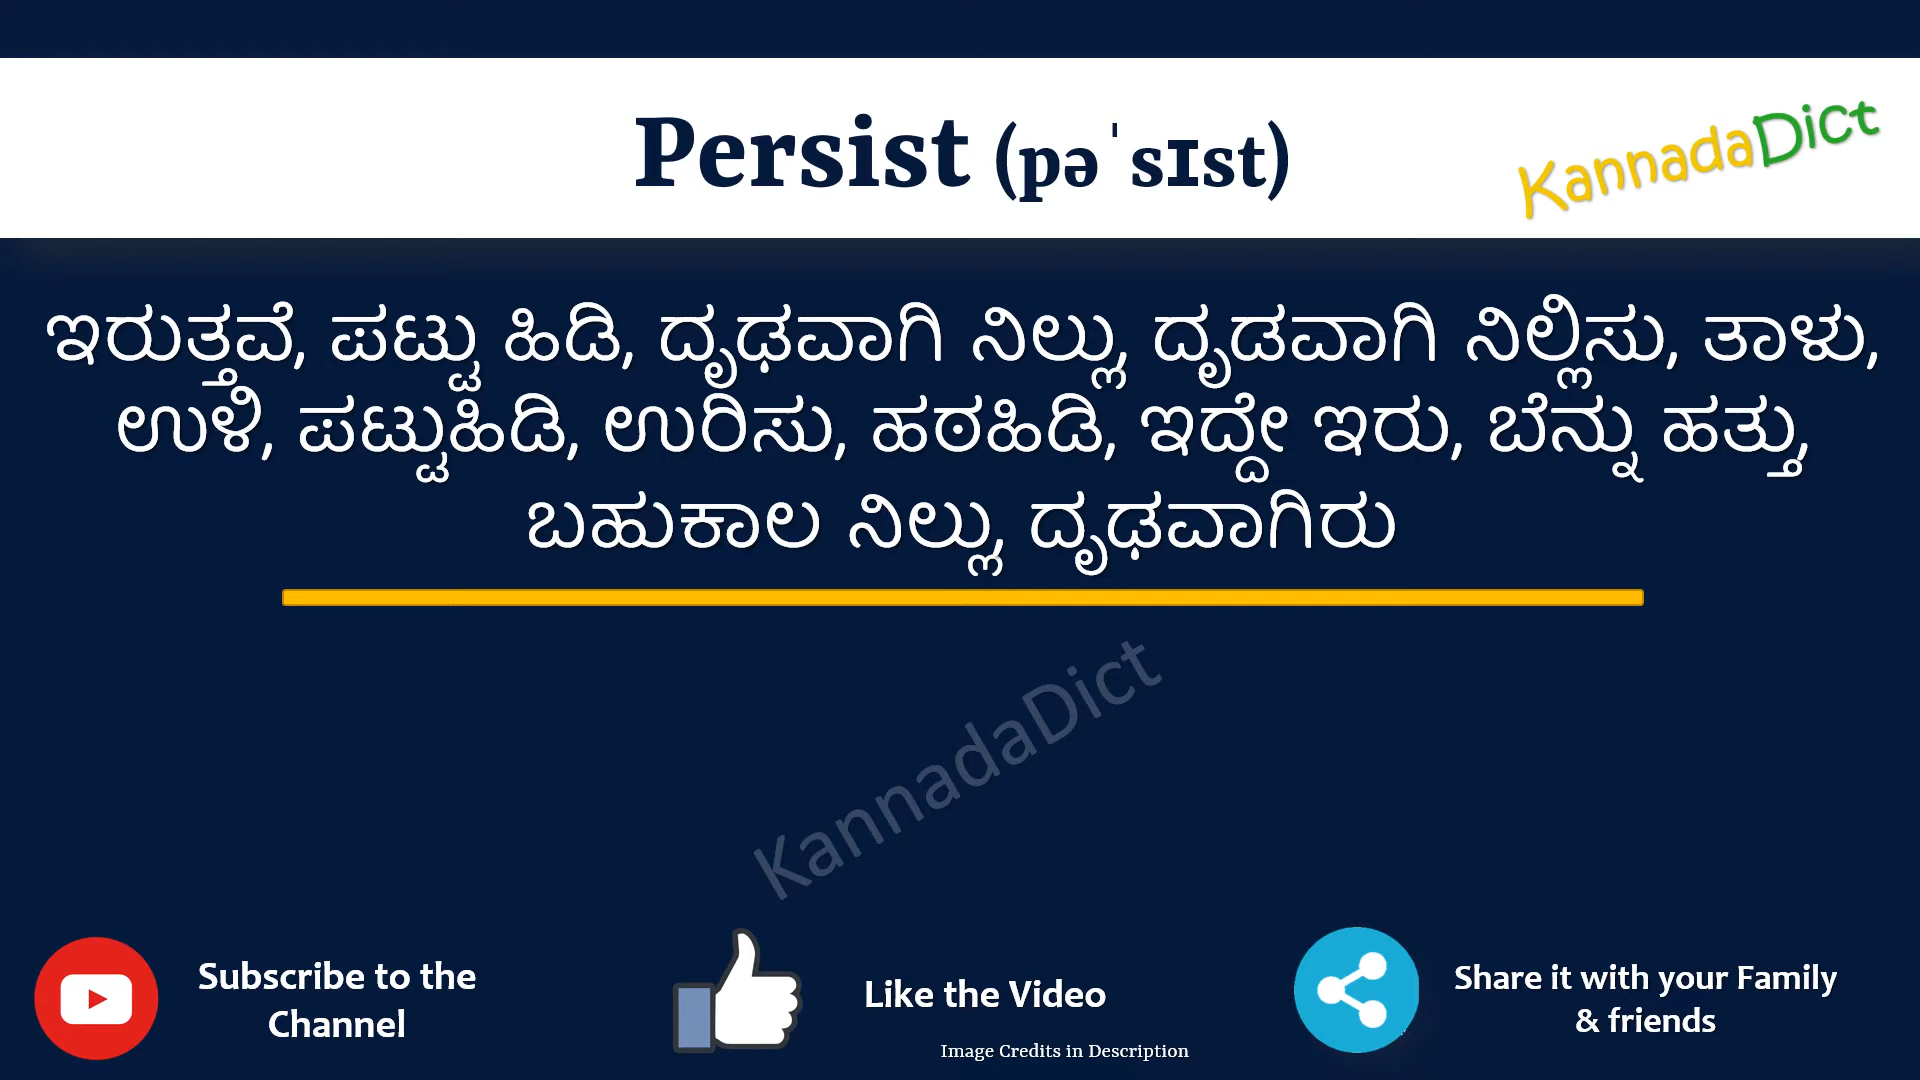 Persist (pəˈsɪst)
KannadaDict
ಇರುತ್ತವೆ, ಪಟ್ಟು ಹಿಡಿ, ದೃಢವಾಗಿ ನಿಲ್ಲು, ದೃಡವಾಗಿ ನಿಲ್ಲಿಸು, ತಾಳು,
ಉಳಿ, ಪಟ್ಟುಹಿಡಿ, ಉರಿಸು, ಹಠಹಿಡಿ, ಇದ್ದೇ ಇರು, ಬೆನ್ನು ಹತ್ತು,
ಬಹುಕಾಲ ನಿಲ್ಲು, ದೃಢವಾಗಿರು
KannadaDict
Subscribe to the
Channel
Like the Video
Share it with your Family
& friends
Image Credits in Description